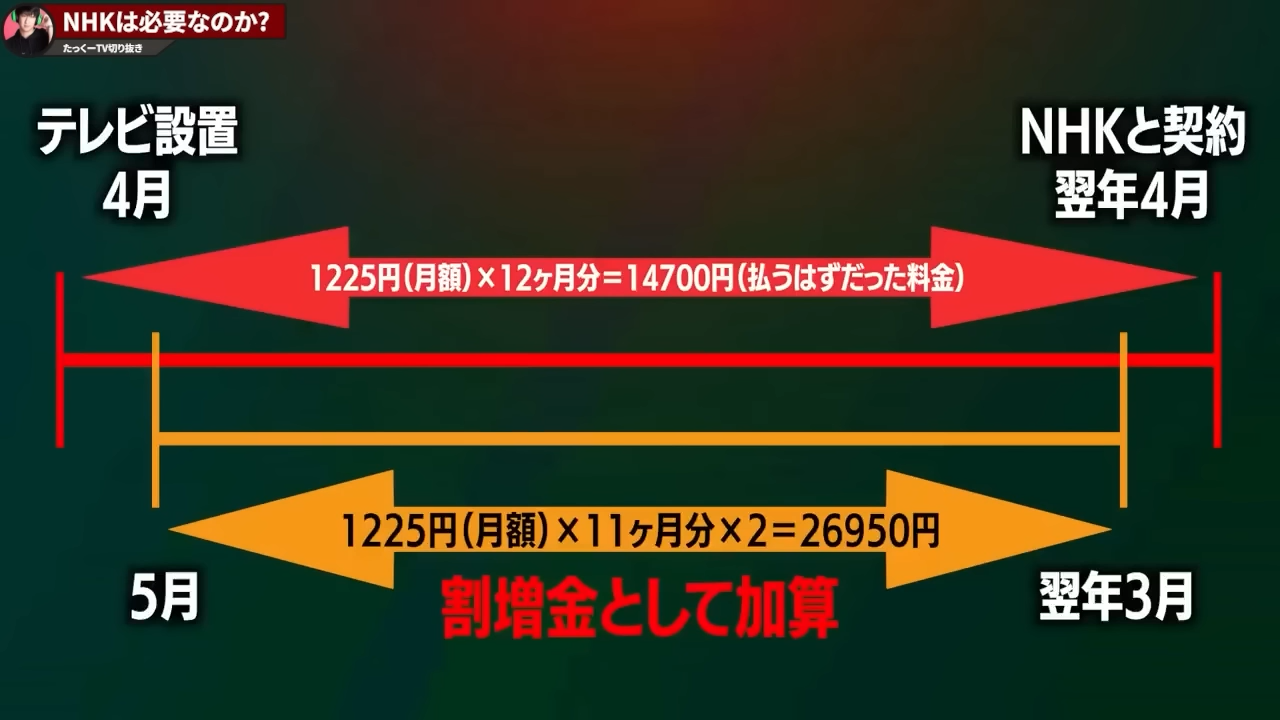 NHKは必要なのか?
たっくーTV切り抜き
テレビ設置
4月
NHKと契約
翌年4月
1225円(月額)×12ヶ月分=14700円(払うはずだった料金)
1225円(月額)×11ヶ月分×2=26950円
5月
割増金として加算
翌年3月